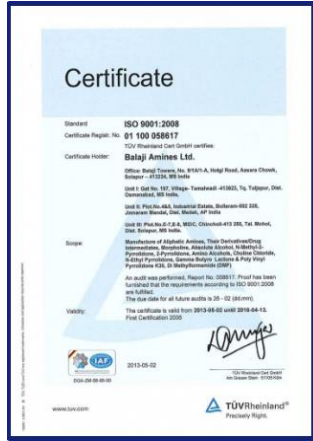 Certificate
Standard ISO 9001:2008
Certificate Registr. No. 01 100 058617
TÜV Rheinland Cert GmbH certifies:
Certificate Holder: Balaji Amines Ltd.
Office: Balaji Towers, No. 9/1A/1-A, Hotgi Road, Aasara Chowk,
Solapur – 413224, MS India
Unit I: Gat No. 197, Village- Tamalwadi -413623, Tq. Tuljapur, Dist.
Osmanabad, MS India
Unit II: Plot.No.4&5, Industrial Estate, Bollaram-502 325,
Jinnaram Mandal, Dist. Medak, AP India
Unit III: Plot.No.E-7,E-8, MIDC, Chincholi-413 255, Tal. Mohol,
Dist. Solapur, MS India.
Scope: Manufacture of Aliphatic Amines, Their Derivatives/Drug
Intermediates, Morpholine, Absolute Alcohol, N-Methyl-2-
Pyrrolidone, 2-Pyrrolidone, Amino Alcohols, Choline Chloride,
N-Ethyl Pyrrolidone, Gamma Butyro Lactone & Poly Vinyl
Pyrrolidone K30, Di Methylformamide (DMF)
An audit was performed, Report No. 058617. Proof has been
furnished that the requirements according to ISO 9001:2008
are fulfilled.
The due date for all future audits is 26 - 02 (dd.mm).
Validity: The certificate is valid from 2013-05-02 until 2016-04-13.
First Certification 2008
2013-05-02
IAF
TÜV Rheinland Cert GmbH
Am Grauen Stein · 51105 Köln
www.tuv.com
TÜVRheinland®
Precisely Right.